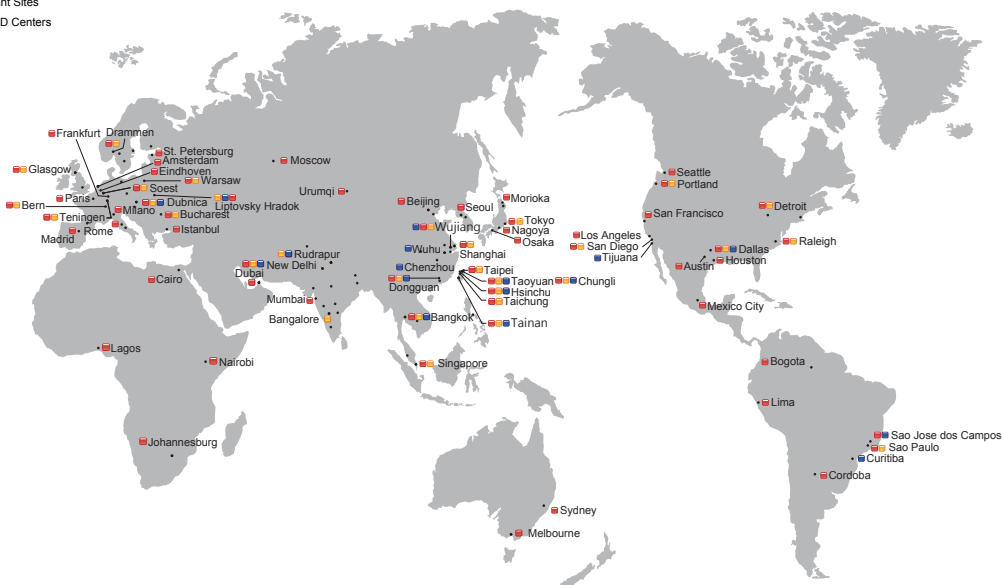 nt Sites
D Centers
Frankfurt
Drammen
St. Petersburg
Amsterdam
Eindhoven
Moscow
Glasgow
Warsaw
Soest
Urumqi
Paris
Dubnica
Liptovsky Hradok
Bern
Milano
Teningen
Bucharest
Rome
Madrid
Istanbul
Beijing
Seoul
Morioka
Tokyo
Nagoya
Osaka
Wujiang
Wuhu
Shanghai
Rudrapur
New Delhi
Dubai
Cairo
Chenzhou
Dongguan
Taipei
Taoyuan
Chungli
Hsinchu
Taichung
Tainan
Mumbai
Bangalore
Bangkok
Singapore
Lagos
Nairobi
Johannesburg
Sydney
Melbourne
Seattle
Portland
San Francisco
Detroit
Los Angeles
San Diego
Tijuana
Raleigh
Dallas
Houston
Austin
Mexico City
Bogota
Lima
Sao Jose dos Campos
Sao Paulo
Curitiba
Cordoba